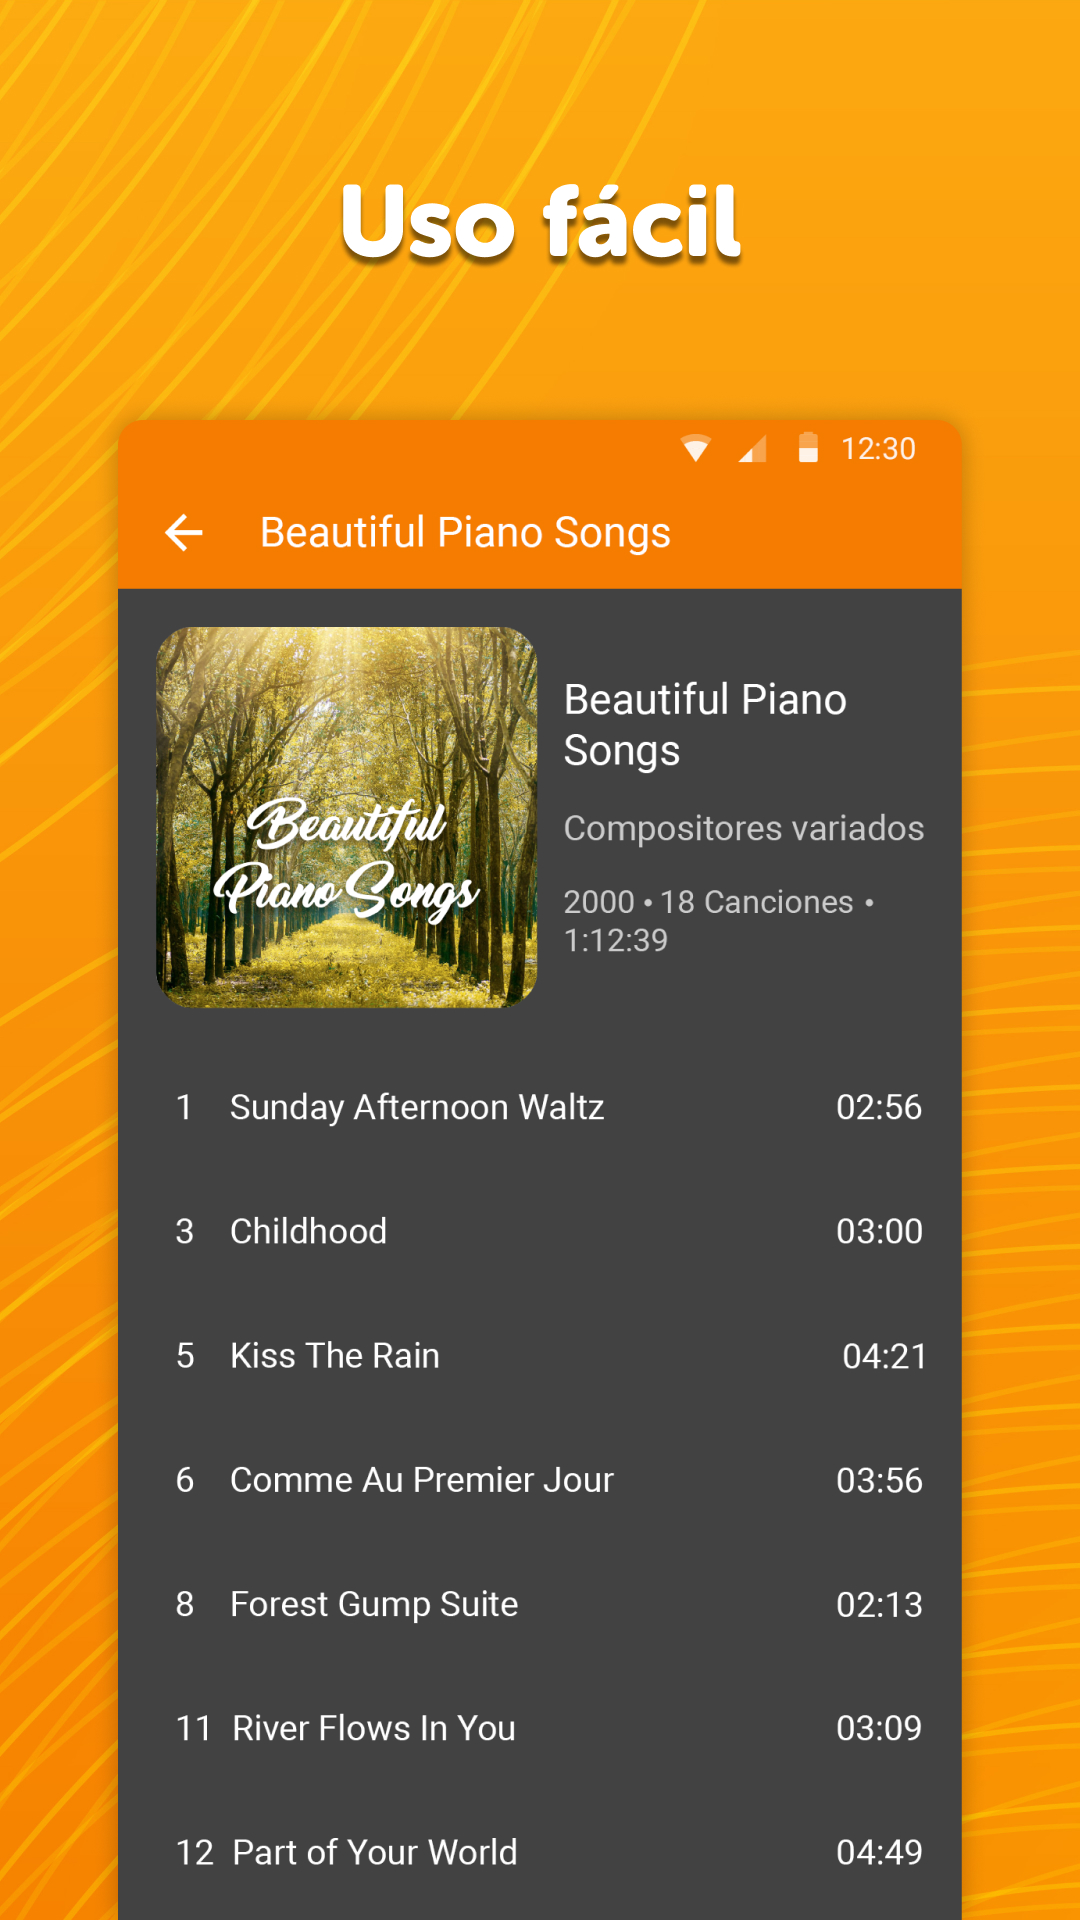 Uso fácil
12:30
Beautiful Piano Songs
Beautiful
Piano Songs
Beautiful Piano
Songs
Compositores variados
2000 • 18 Canciones •
1:12:39
1 Sunday Afternoon Waltz 02:56
3 Childhood 03:00
5 Kiss The Rain 04:21
6 Comme Au Premier Jour 03:56
8 Forest Gump Suite 02:13
11 River Flows In You 03:09
12 Part of Your World 04:49